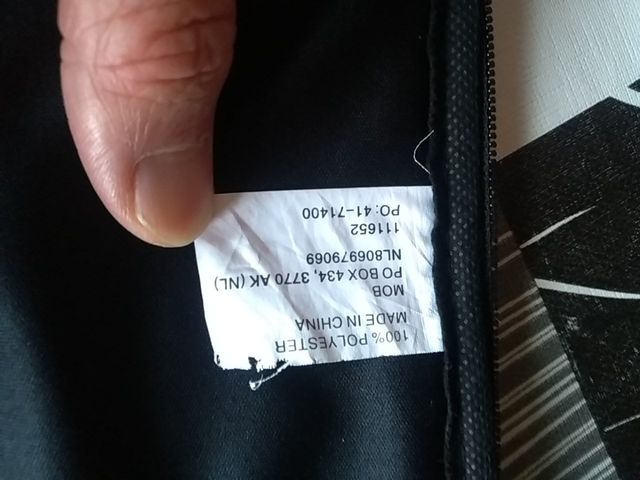 100% POLYESTER
MADE IN CHINA
MOB
PO BOX 434, 3770 AK (NL)
NL806979069
111652
PO: 41-71400